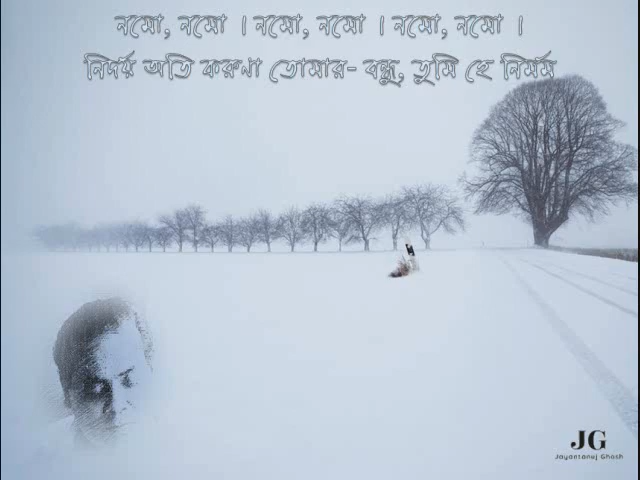 নমো, নমো । নমো, নমো । নমো, নমো ।
নির্দয় অতি করুণা তোমার- বন্ধু, তুমি হে নির্মম
JG
Jayantanuj Ghosh